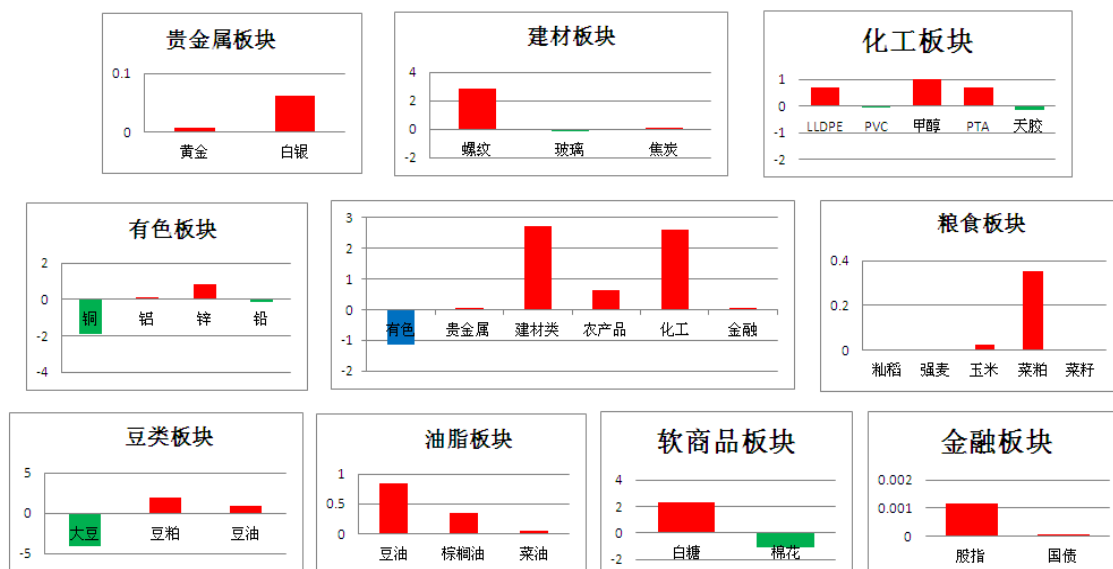 贵金属板块
0.1
0
黄金 白银
建材板块
4
2
0
-2
螺纹 玻璃 焦炭
化工板块
1
0
-1
-2
LLDPE PVC 甲醇 PTA 天胶
有色板块
2
0
-2
-4
铜 铝 锌 铅
3
2
1
0
-1
-2
有色 贵金属 建材类 农产品 化工 金融
粮食板块
0.4
0.2
0
籼稻 强麦 玉米 菜粕 菜籽
豆类板块
5
0
-5
大豆 豆粕 豆油
油脂板块
1
0.5
0
豆油 棕榈油 菜油
软商品板块
4
2
0
-2
白糖 棉花
金融板块
0.002
0.001
0
股指 国债